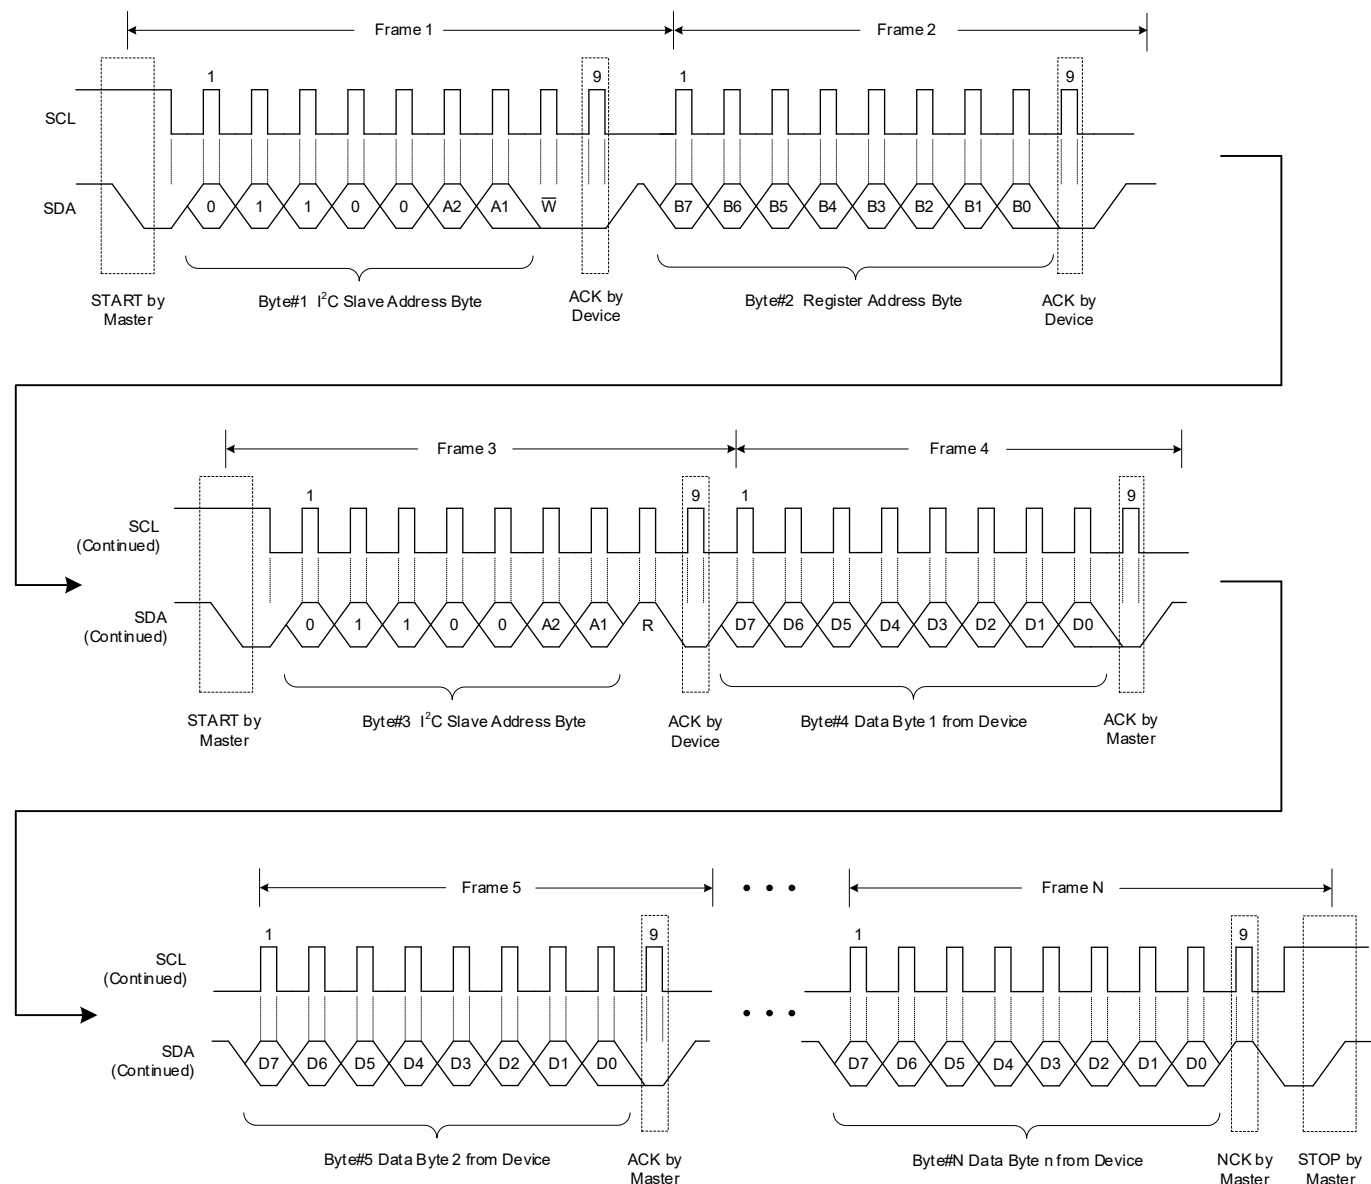 Frame 1 Frame 2
1 9 1 9
SCL
SDA 0 1 1 0 0 A2 A1 W̅ B7 B6 B5 B4 B3 B2 B1 B0
START by
Master
Byte#1 I²C Slave Address Byte
ACK by
Device
Byte#2 Register Address Byte
ACK by
Device
Frame 3 Frame 4
1 9 1 9
SCL
(Continued)
SDA
(Continued)
0 1 1 0 0 A2 A1 R D7 D6 D5 D4 D3 D2 D1 D0
START by
Master
Byte#3 I²C Slave Address Byte
ACK by
Device
Byte#4 Data Byte 1 from Device
ACK by
Master
Frame 5 • • • Frame N
1 9 1 9
SCL
(Continued)
• • •
SDA
(Continued)
D7 D6 D5 D4 D3 D2 D1 D0 D7 D6 D5 D4 D3 D2 D1 D0
Byte#5 Data Byte 2 from Device
ACK by
Master
Byte#N Data Byte n from Device
NCK by
Master
STOP by
Master